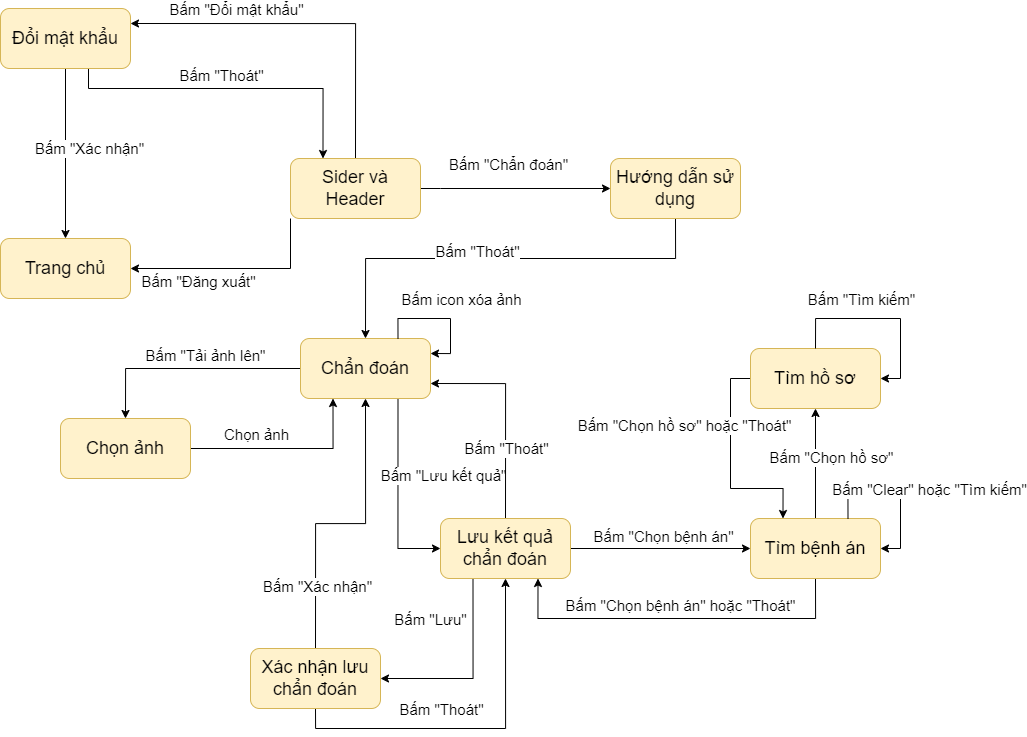 Bấm "Đổi mật khẩu"
Đổi mật khẩu
Bấm "Thoát"
Bấm "Xác nhận"
Bấm "Chẩn đoán"
Sider và
Header
Hướng dẫn sử
dụng
Bấm "Thoát"
Trang chủ
Bấm "Đăng xuất"
Bấm icon xóa ảnh
Bấm "Tìm kiếm"
Bấm "Tải ảnh lên"
Chẩn đoán
Tìm hồ sơ
Bấm "Chọn hồ sơ" hoặc "Thoát"
Chọn ảnh
Chọn ảnh
Bấm "Thoát"
Bấm "Chọn hồ sơ"
Bấm "Lưu kết quả"
Bấm "Clear" hoặc "Tìm kiếm"
Lưu kết quả
chẩn đoán
Bấm "Chọn bệnh án"
Tìm bệnh án
Bấm "Xác nhận"
Bấm "Chọn bệnh án" hoặc "Thoát"
Bấm "Lưu"
Xác nhận lưu
chẩn đoán
Bấm "Thoát"